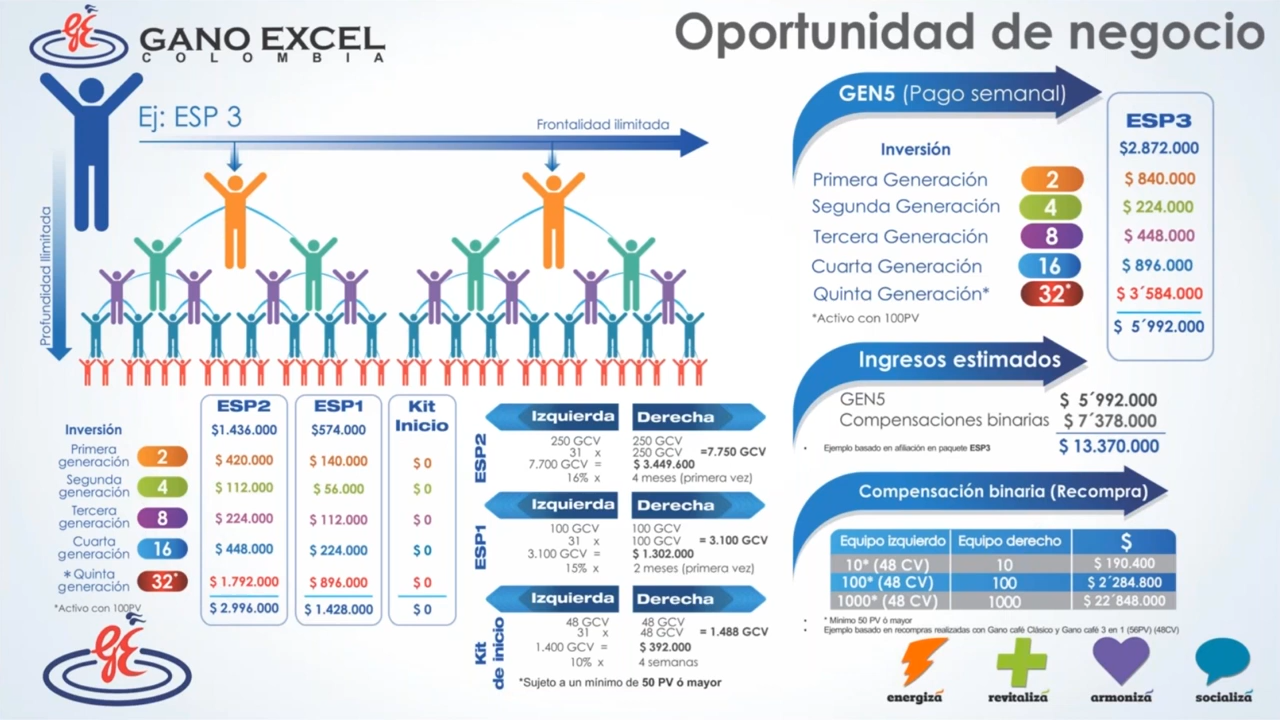 GANO EXCEL
COLOMBIA
Oportunidad de negocio
Ej: ESP 3
Frontalidad ilimitada
Profundidad Ilimitada
GEN5 (Pago semanal)
ESP3
Inversión $2.872.000
Primera Generación 2 $ 840.000
Segunda Generación 4 $ 224.000
Tercera Generación 8 $ 448.000
Cuarta Generación 16 $ 896.000
Quinta Generación* 32* $ 3´584.000
*Activo con 100PV
$ 5´992.000
Ingresos estimados
GEN5 $ 5´992.000
Compensaciones binarias $ 7´378.000
Ejemplo basado en afiliación en paquete ESP3 $ 13.370.000
Compensación binaria (Recompra)
Equipo izquierdo Equipo derecho $
10* (48 CV) 10 $ 190.400
100* (48 CV) 100 $ 2´284.800
1000* (48 CV) 1000 $ 22´848.000
* Mínimo 50 PV ó mayor
Ejemplo basado en recompras realizadas con Gano café Clásico y Gano café 3 en 1 (56PV) (48CV)
ESP2 ESP1 Kit Inicio
Inversión $1.436.000 $574.000
Primera generación 2 $ 420.000 $ 140.000 $ 0
Segunda generación 4 $ 112.000 $ 56.000 $ 0
Tercera generación 8 $ 224.000 $ 112.000 $ 0
Cuarta generación 16 $ 448.000 $ 224.000 $ 0
*Quinta generación 32* $ 1.792.000 $ 896.000 $ 0
*Activo con 100PV $ 2.996.000 $ 1.428.000 $ 0
ESP2
Izquierda Derecha
250 GCV 250 GCV
31 x 250 GCV =7.750 GCV
7.700 GCV = $ 3.449.600
16% x 4 meses (primera vez)
ESP1
Izquierda Derecha
100 GCV 100 GCV
31 x 100 GCV = 3.100 GCV
3.100 GCV = $ 1.302.000
15% x 2 meses (primera vez)
Kit de inicio
Izquierda Derecha
48 GCV 48 GCV
31 x 48 GCV = 1.488 GCV
1.400 GCV = $ 392.000
10% x 4 semanas
*Sujeto a un mínimo de 50 PV ó mayor
energizá revitalizá armonizá socializá